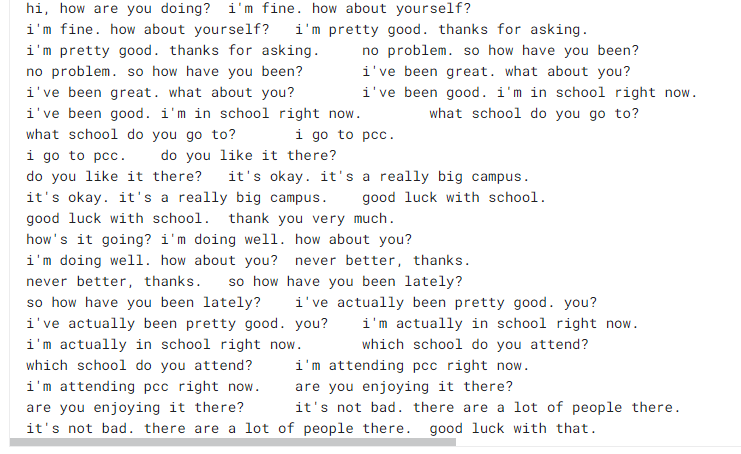 hi, how are you doing?	i'm fine. how about yourself?
i'm fine. how about yourself?	i'm pretty good. thanks for asking.
i'm pretty good. thanks for asking.	no problem. so how have you been?
no problem. so how have you been?	i've been great. what about you?
i've been great. what about you?	i've been good. i'm in school right now.
i've been good. i'm in school right now.	what school do you go to?
what school do you go to?	i go to pcc.
i go to pcc.	do you like it there?
do you like it there?	it's okay. it's a really big campus.
it's okay. it's a really big campus.	good luck with school.
good luck with school.	thank you very much.
how's it going?	i'm doing well. how about you?
i'm doing well. how about you?	never better, thanks.
never better, thanks.	so how have you been lately?
so how have you been lately?	i've actually been pretty good. you?
i've actually been pretty good. you?	i'm actually in school right now.
i'm actually in school right now.	which school do you attend?
which school do you attend?	i'm attending pcc right now.
i'm attending pcc right now.	are you enjoying it there?
are you enjoying it there?	it's not bad. there are a lot of people there.
it's not bad. there are a lot of people there.	good luck with that.